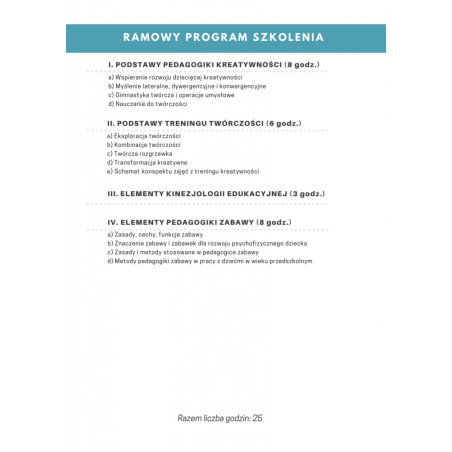 RAMOWY PROGRAM SZKOLENIA
I. PODSTAWY PEDAGOGIKI KREATYWNOŚCI (8 godz.)
a) Wspieranie rozwoju dziecięcej kreatywności
b) Myślenie lateralne, dywergencyjne i konwergencyjne
c) Gimnastyka twórcza i operacje umysłowe
d) Nauczanie do twórczości
II. PODSTAWY TRENINGU TWÓRCZOŚCI (6 godz.)
a) Eksploracja twórczości
b) Kombinacje twórczości
c) Twórcza rozgrzewka
d) Transformacja kreatywne
e) Schemat konspektu zajęć z treningu kreatywności
III. ELEMENTY KINEZJOLOGII EDUKACYJNEJ (3 godz.)
IV. ELEMENTY PEDAGOGIKI ZABAWY (8 godz.)
a) Zasady, cechy, funkcje zabawy
b) Znaczenie zabawy i zabawek dla rozwoju psychofizycznego dziecka
c) Zasady i metody stosowane w pedagogice zabawy
d) Metody pedagogiki zabawy w pracy z dziećmi w wieku przedszkolnym
Razem liczba godzin: 25